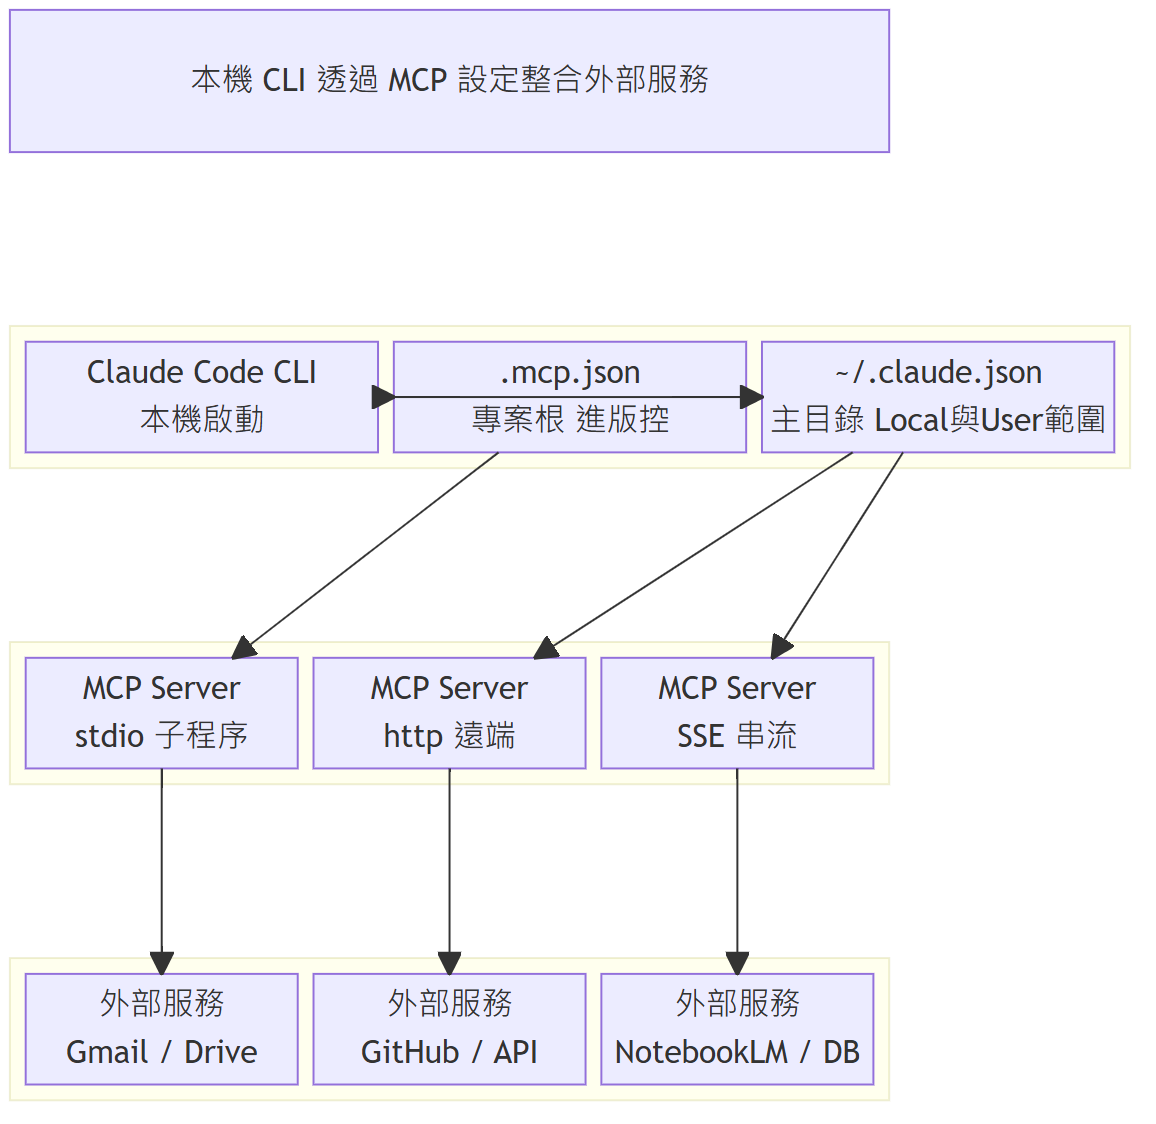 本機 CLI 透過 MCP 設定整合外部服務
Claude Code CLI
本機啟動
.mcp.json
專案根 進版控
~/.claude.json
主目錄 Local與User範圍
MCP Server
stdio 子程序
MCP Server
http 遠端
MCP Server
SSE 串流
外部服務
Gmail / Drive
外部服務
GitHub / API
外部服務
NotebookLM / DB